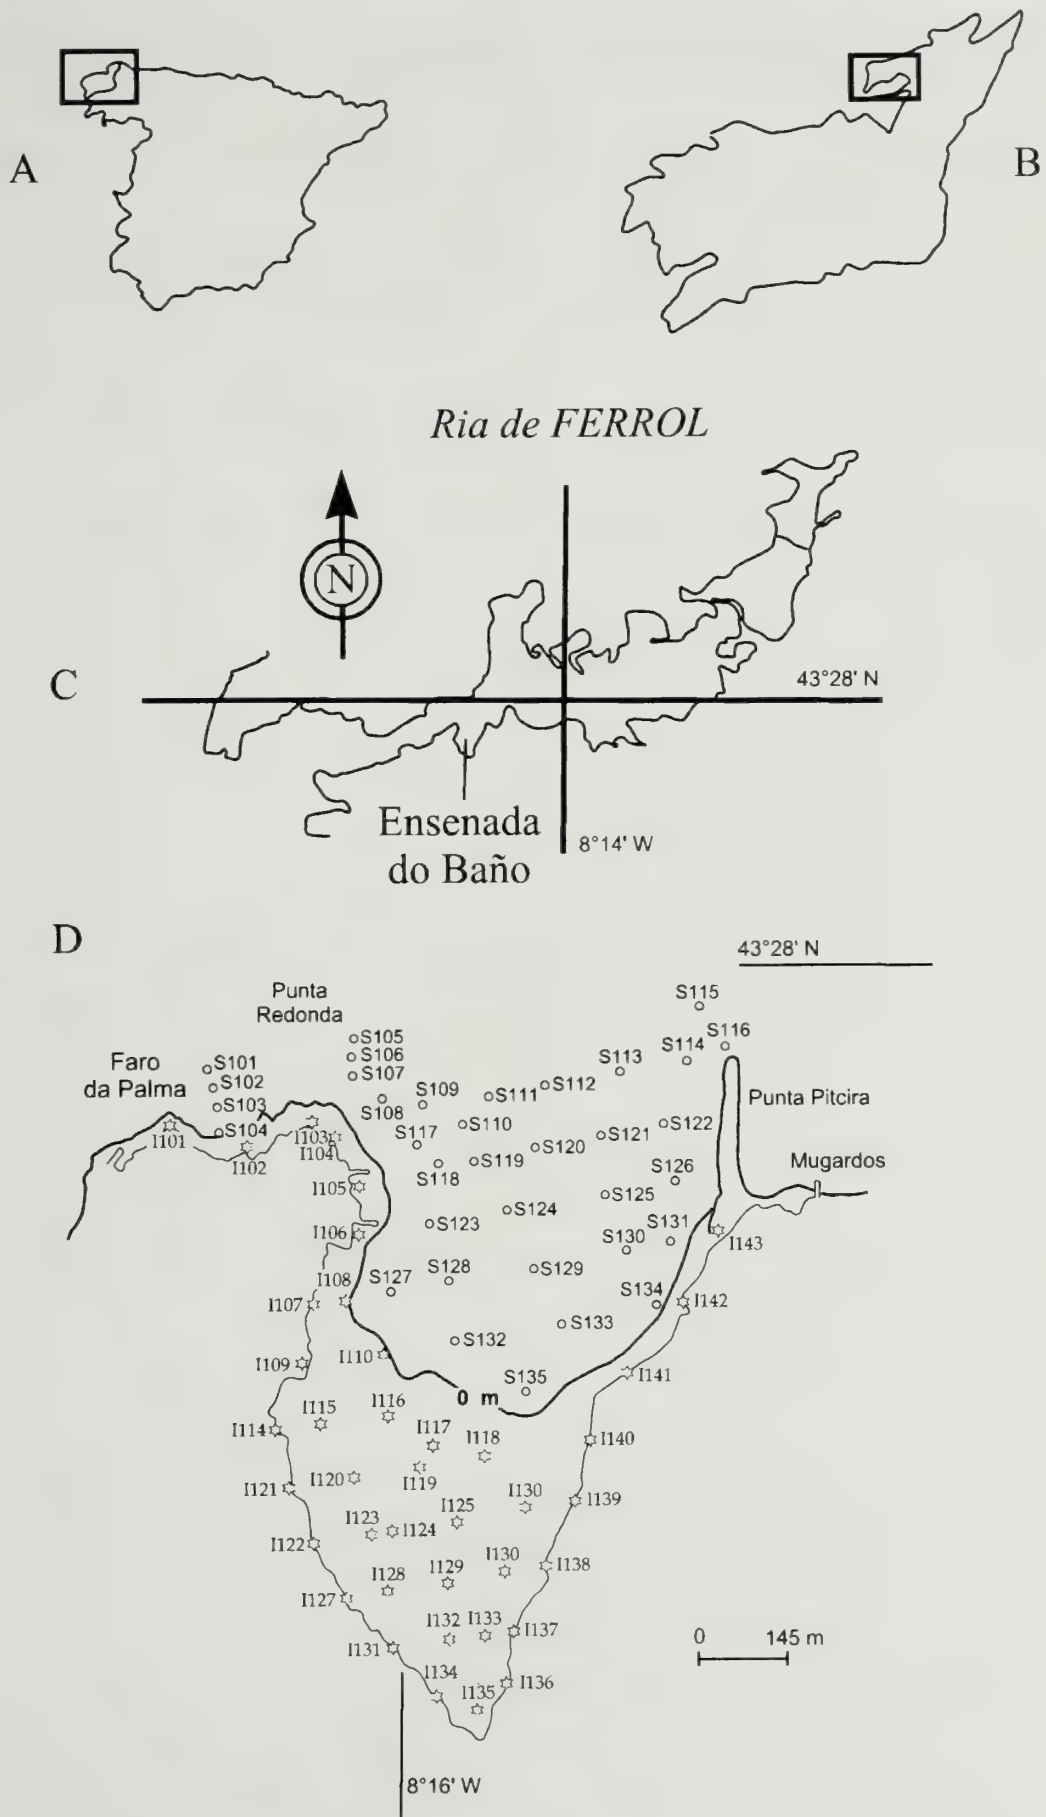 A
B
Ria de FERROL
N
C
43°28' N
Ensenada
do Baño
8°14' W
D
43°28' N
Punta
Redonda
Faro
da Palma
Punta Pitcira
Mugardos
S101
S102
S103
S104
S105
S106
S107
S108
S109
S110
S111
S112
S113
S114
S115
S116
S117
S118
S119
S120
S121
S122
S123
S124
S125
S126
S127
S128
S129
S130
S131
S132
S133
S134
S135
0 m
I101
I102
I103
I104
I105
I106
I107
I108
I109
I110
I114
I115
I116
I117
I118
I119
I120
I121
I122
I123
I124
I125
I130
I127
I128
I129
I130
I131
I132
I133
I134
I135
I136
I137
I138
I139
I140
I141
I142
I143
0 145 m
8°16' W